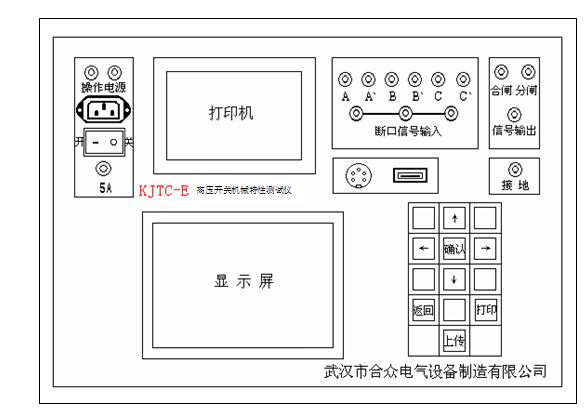 操作电源
开 关
5A
打印机
A A` B B` C C`
断口信号输入
合闸 分闸
信号输出
接 地
KJTC-E 高压开关机械特性测试仪
显 示 屏
↑
← 确认 →
↓
返回 打印
上传
武汉市合众电气设备制造有限公司